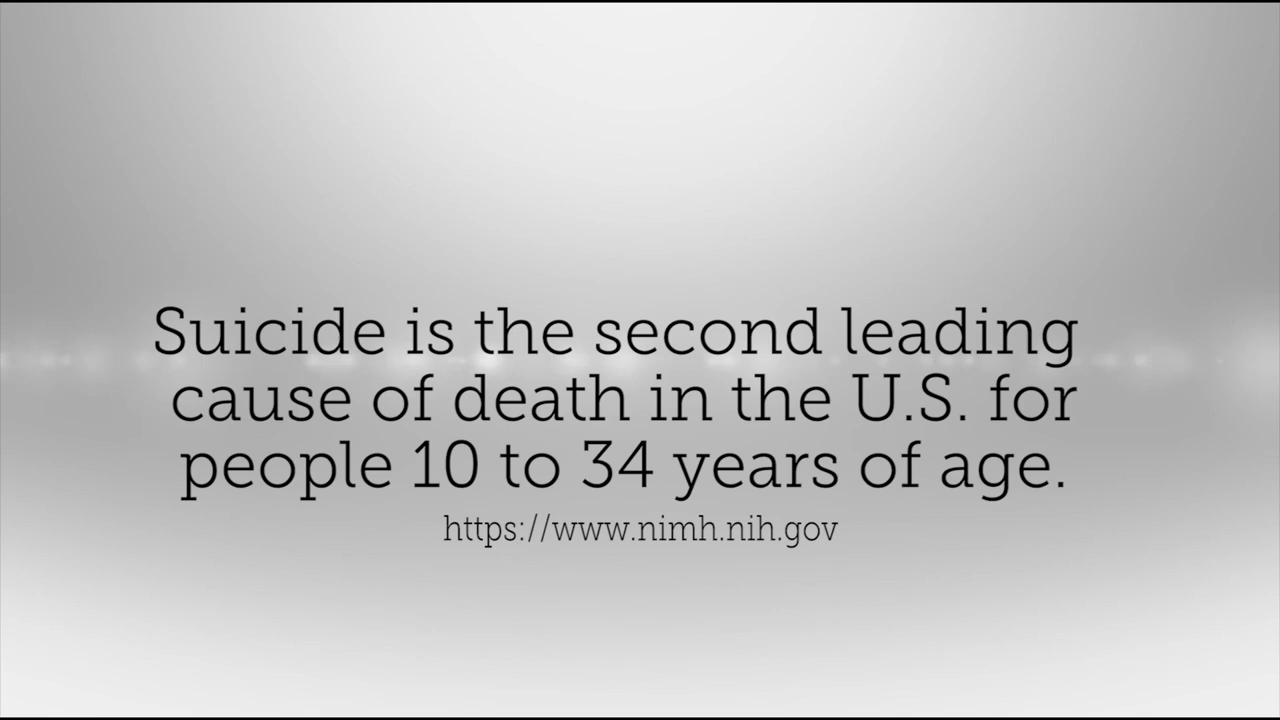 Suicide is the second leading
cause of death in the U.S. for
people 10 to 34 years of age.
https://www.nimh.nih.gov